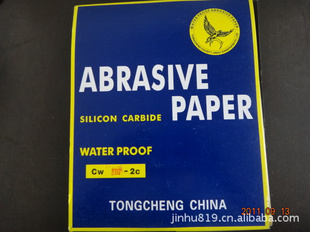 ABRASIVE
SILICON CARBIDE PAPER
WATER PROOF
Cw -2c
TONGCHENG CHINA
2011 09 13
jinhu819.cn.alibaba.com